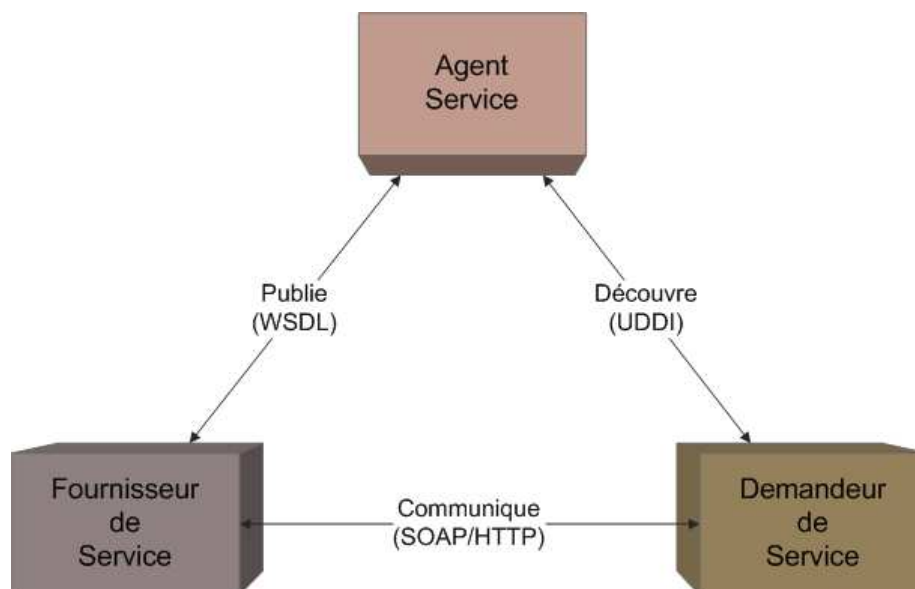 Agent
Service
Publie
(WSDL)
Découvre
(UDDI)
Fournisseur
de
Service
Communique
(SOAP/HTTP)
Demandeur
de
Service